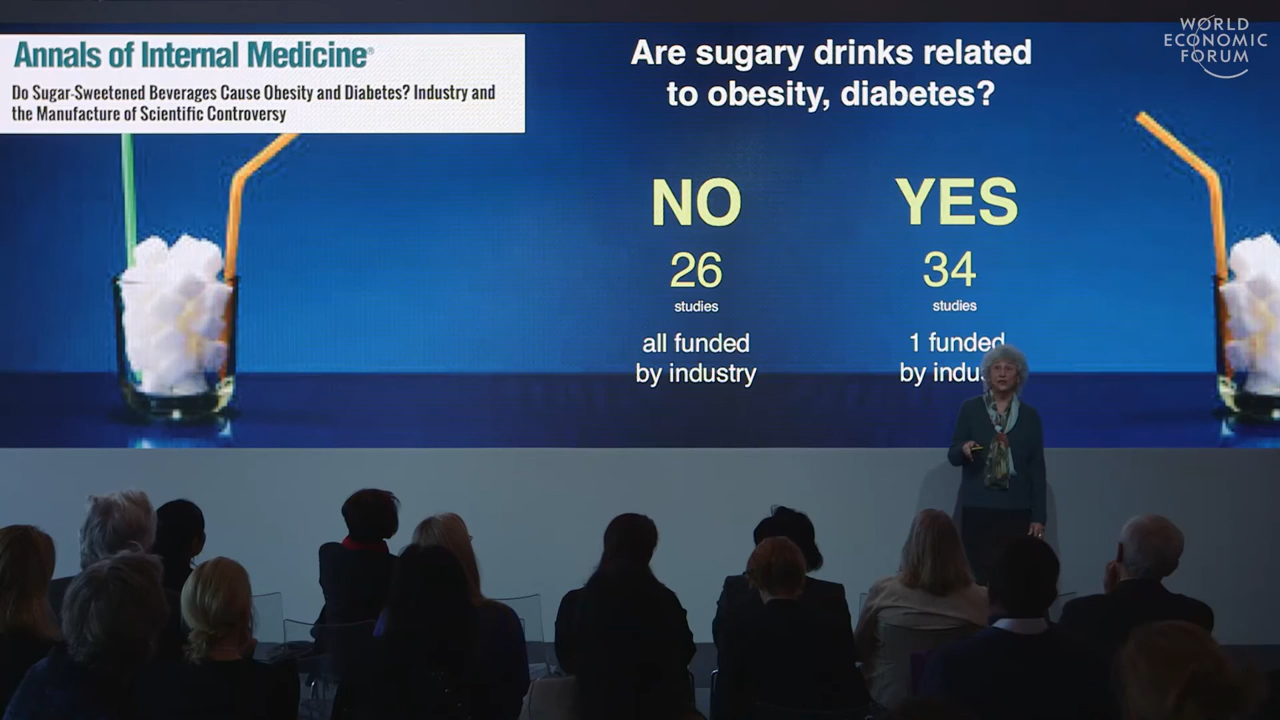 WORLD
ECONOMIC
FORUM
Annals of Internal Medicine®
Do Sugar-Sweetened Beverages Cause Obesity and Diabetes? Industry and
the Manufacture of Scientific Controversy
Are sugary drinks related
to obesity, diabetes?
NO
YES
26
34
studies
studies
all funded
1 funded
by industry
by